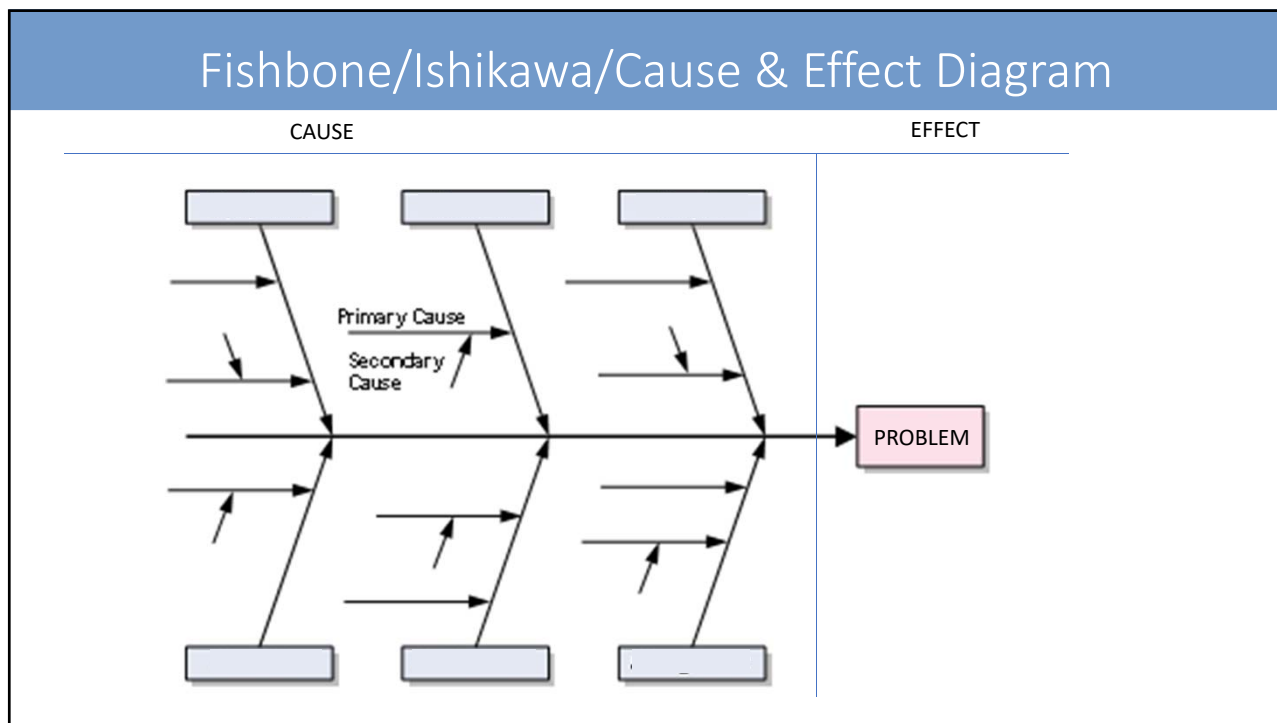 Fishbone/Ishikawa/Cause & Effect Diagram
CAUSE
EFFECT
Primary Cause
Secondary
Cause
PROBLEM